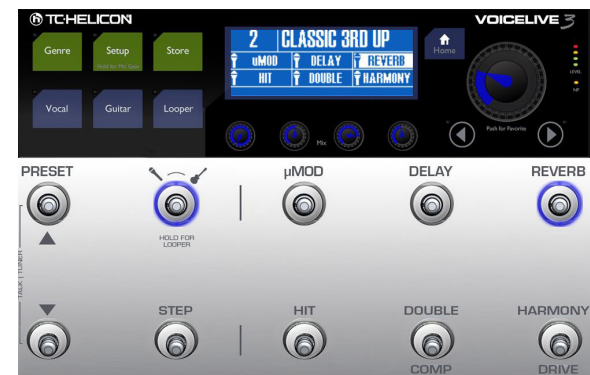 TC·HELICON
VOICELIVE 3
Genre
Setup
Hold for Mic Gain
Store
2 CLASSIC 3RD UP
µMOD DELAY REVERB
HIT DOUBLE HARMONY
Home
LEVEL
Vocal
Guitar
Looper
Mix
Push for Favorite
PRESET
µMOD
DELAY
REVERB
HOLD FOR
LOOPER
TALK | TUNER
STEP
HIT
DOUBLE
HARMONY
COMP
DRIVE